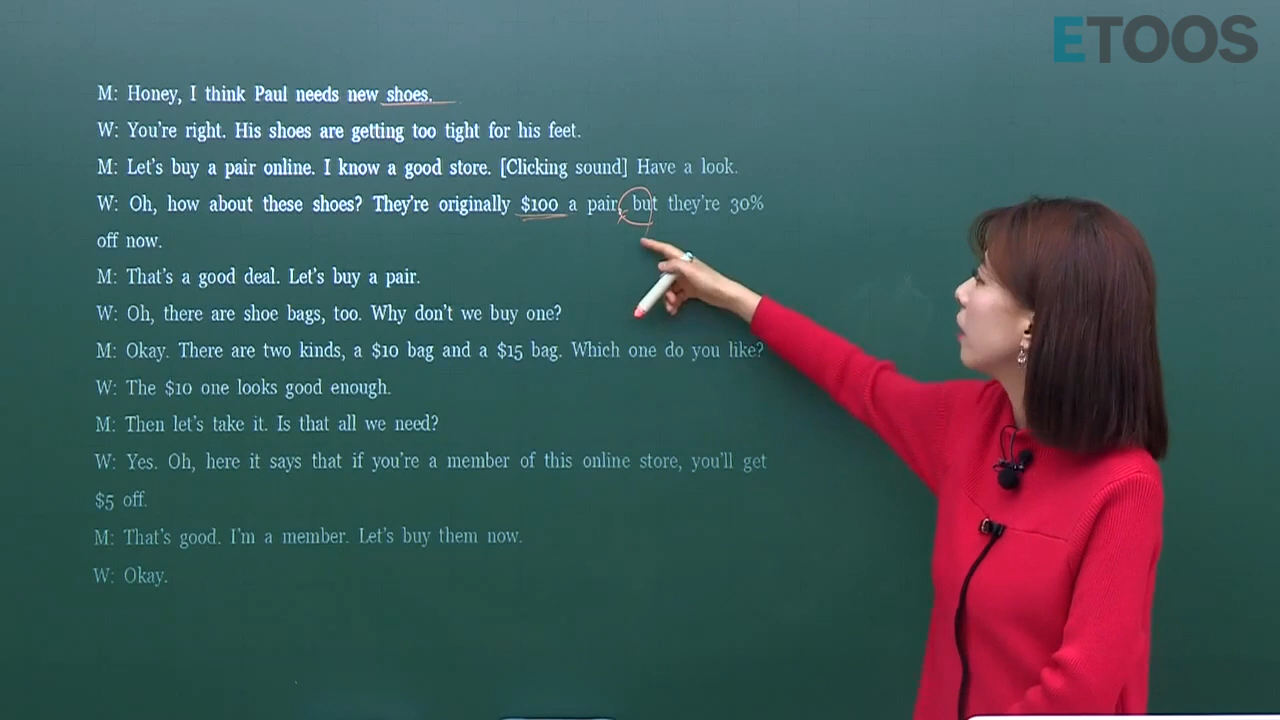 ETOOS
M: Honey, I think Paul needs new shoes.
W: You're right. His shoes are getting too tight for his feet.
M: Let's buy a pair online. I know a good store. [Clicking sound] Have a look.
W: Oh, how about these shoes? They're originally $100 a pair, but they're 30%
off now.
M: That's a good deal. Let's buy a pair.
W: Oh, there are shoe bags, too. Why don't we buy one?
M: Okay. There are two kinds, a $10 bag and a $15 bag. Which one do you like?
W: The $10 one looks good enough.
M: Then let's take it. Is that all we need?
W: Yes. Oh, here it says that if you're a member of this online store, you'll get
$5 off.
M: That's good. I'm a member. Let's buy them now.
W: Okay.